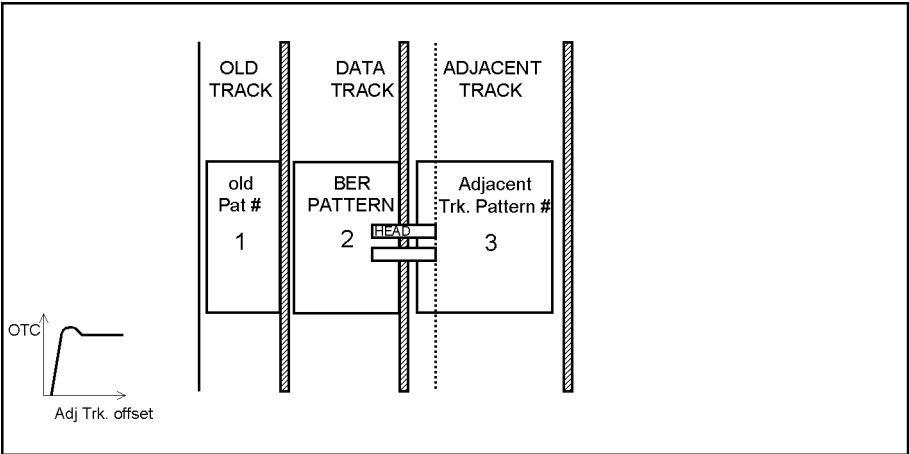 OLD
TRACK
DATA
TRACK
ADJACENT
TRACK
old
Pat #
1
BER
PATTERN
2
HEAD
Adjacent
Trk. Pattern #
3
OTC
Adj Trk. offset